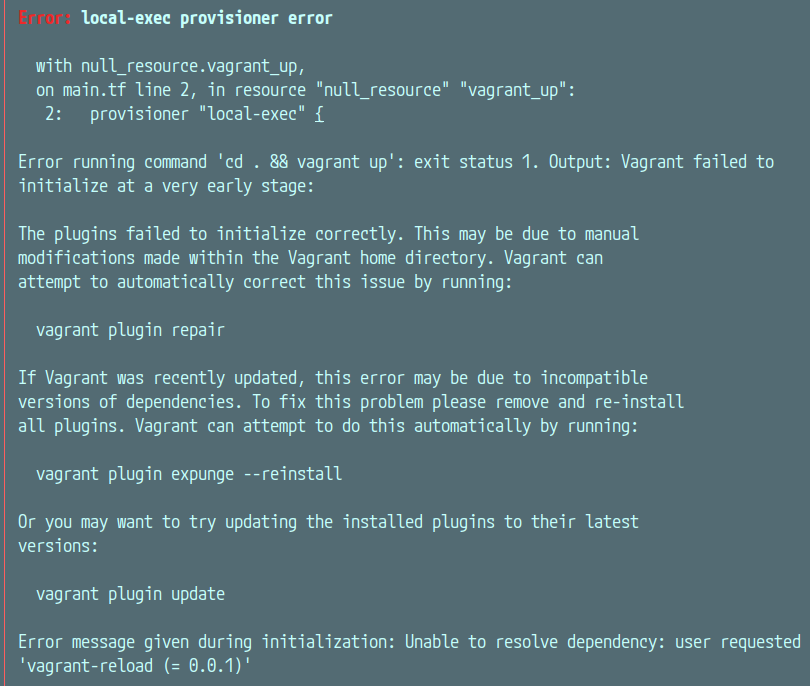 Error: local-exec provisioner error
with null_resource.vagrant_up,
on main.tf line 2, in resource "null_resource" "vagrant_up":
2: provisioner "local-exec" {
Error running command 'cd . && vagrant up': exit status 1. Output: Vagrant failed to
initialize at a very early stage:
The plugins failed to initialize correctly. This may be due to manual
modifications made within the Vagrant home directory. Vagrant can
attempt to automatically correct this issue by running:
vagrant plugin repair
If Vagrant was recently updated, this error may be due to incompatible
versions of dependencies. To fix this problem please remove and re-install
all plugins. Vagrant can attempt to do this automatically by running:
vagrant plugin expunge --reinstall
Or you may want to try updating the installed plugins to their latest
versions:
vagrant plugin update
Error message given during initialization: Unable to resolve dependency: user requested
'vagrant-reload (= 0.0.1)'